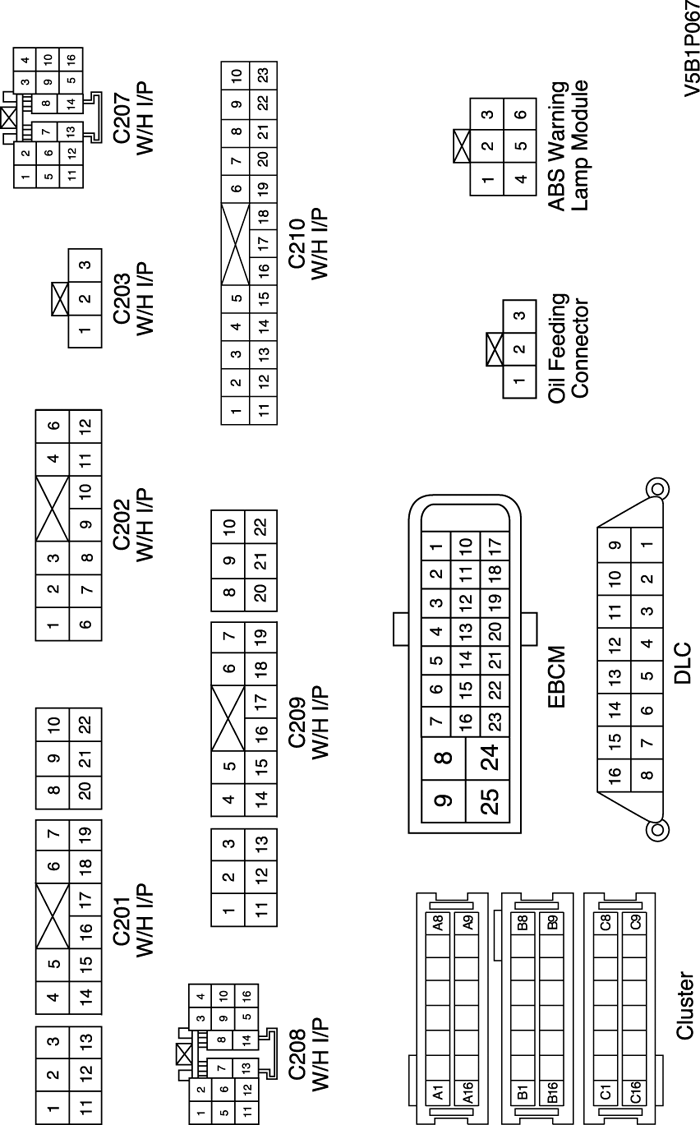 1 2 3 4 5 6 7 8 9 10
11 12 13 14 15 16 17 18 19 20 21 22
C201
W/H I/P
1 2 3 4 6
6 7 8 9 10 11 12
C202
W/H I/P
1 2 3
C203
W/H I/P
1 2 3 4
5 6 7 8 9 10
11 12 13 14 5 16
C207
W/H I/P
1 2 3 4
5 6 7 8 9 10
11 12 13 14 5 16
C208
W/H I/P
1 2 3 4 5 6 7 8 9 10
11 12 13 14 15 16 17 18 19 20 21 22
C209
W/H I/P
1 2 3 4 5 6 7 8 9 10
11 12 13 14 15 16 17 18 19 20 21 22 23
C210
W/H I/P
A1 A8
A16 A9
B1 B8
B16 B9
C1 C8
C16 C9
Cluster
9 8 7 6 5 4 3 2 1
16 15 14 13 12 11 10
25 24 23 22 21 20 19 18 17
EBCM
16 15 14 13 12 11 10 9
8 7 6 5 4 3 2 1
DLC
1 2 3
Oil Feeding
Connector
1 2 3
4 5 6
ABS Warning
Lamp Module
V5B1P067